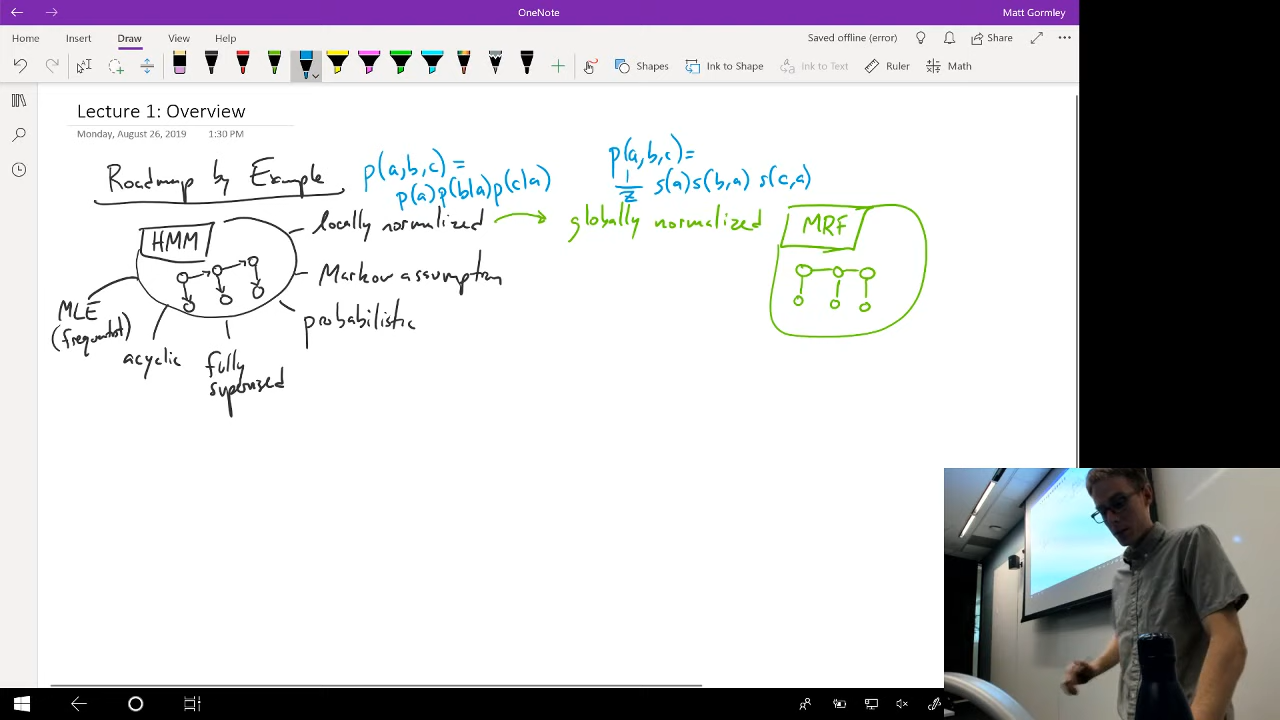 OneNote
Matt Gormley
Home Insert Draw View Help
Saved offline (error)
Share
Shapes
Ink to Shape
Ink to Text
Ruler
Math
Lecture 1: Overview
Monday, August 26, 2019 1:30 PM
Roadmap by Example
p(a,b,c) =
p(a)p(b|a)p(c|a)
p(a,b,c)=
1/Z s(a)s(b,a) s(c,a)
locally normalized
globally normalized
MRF
HMM
Markov assumption
probabilistic
MLE
(frequentist)
acyclic
fully
supervised